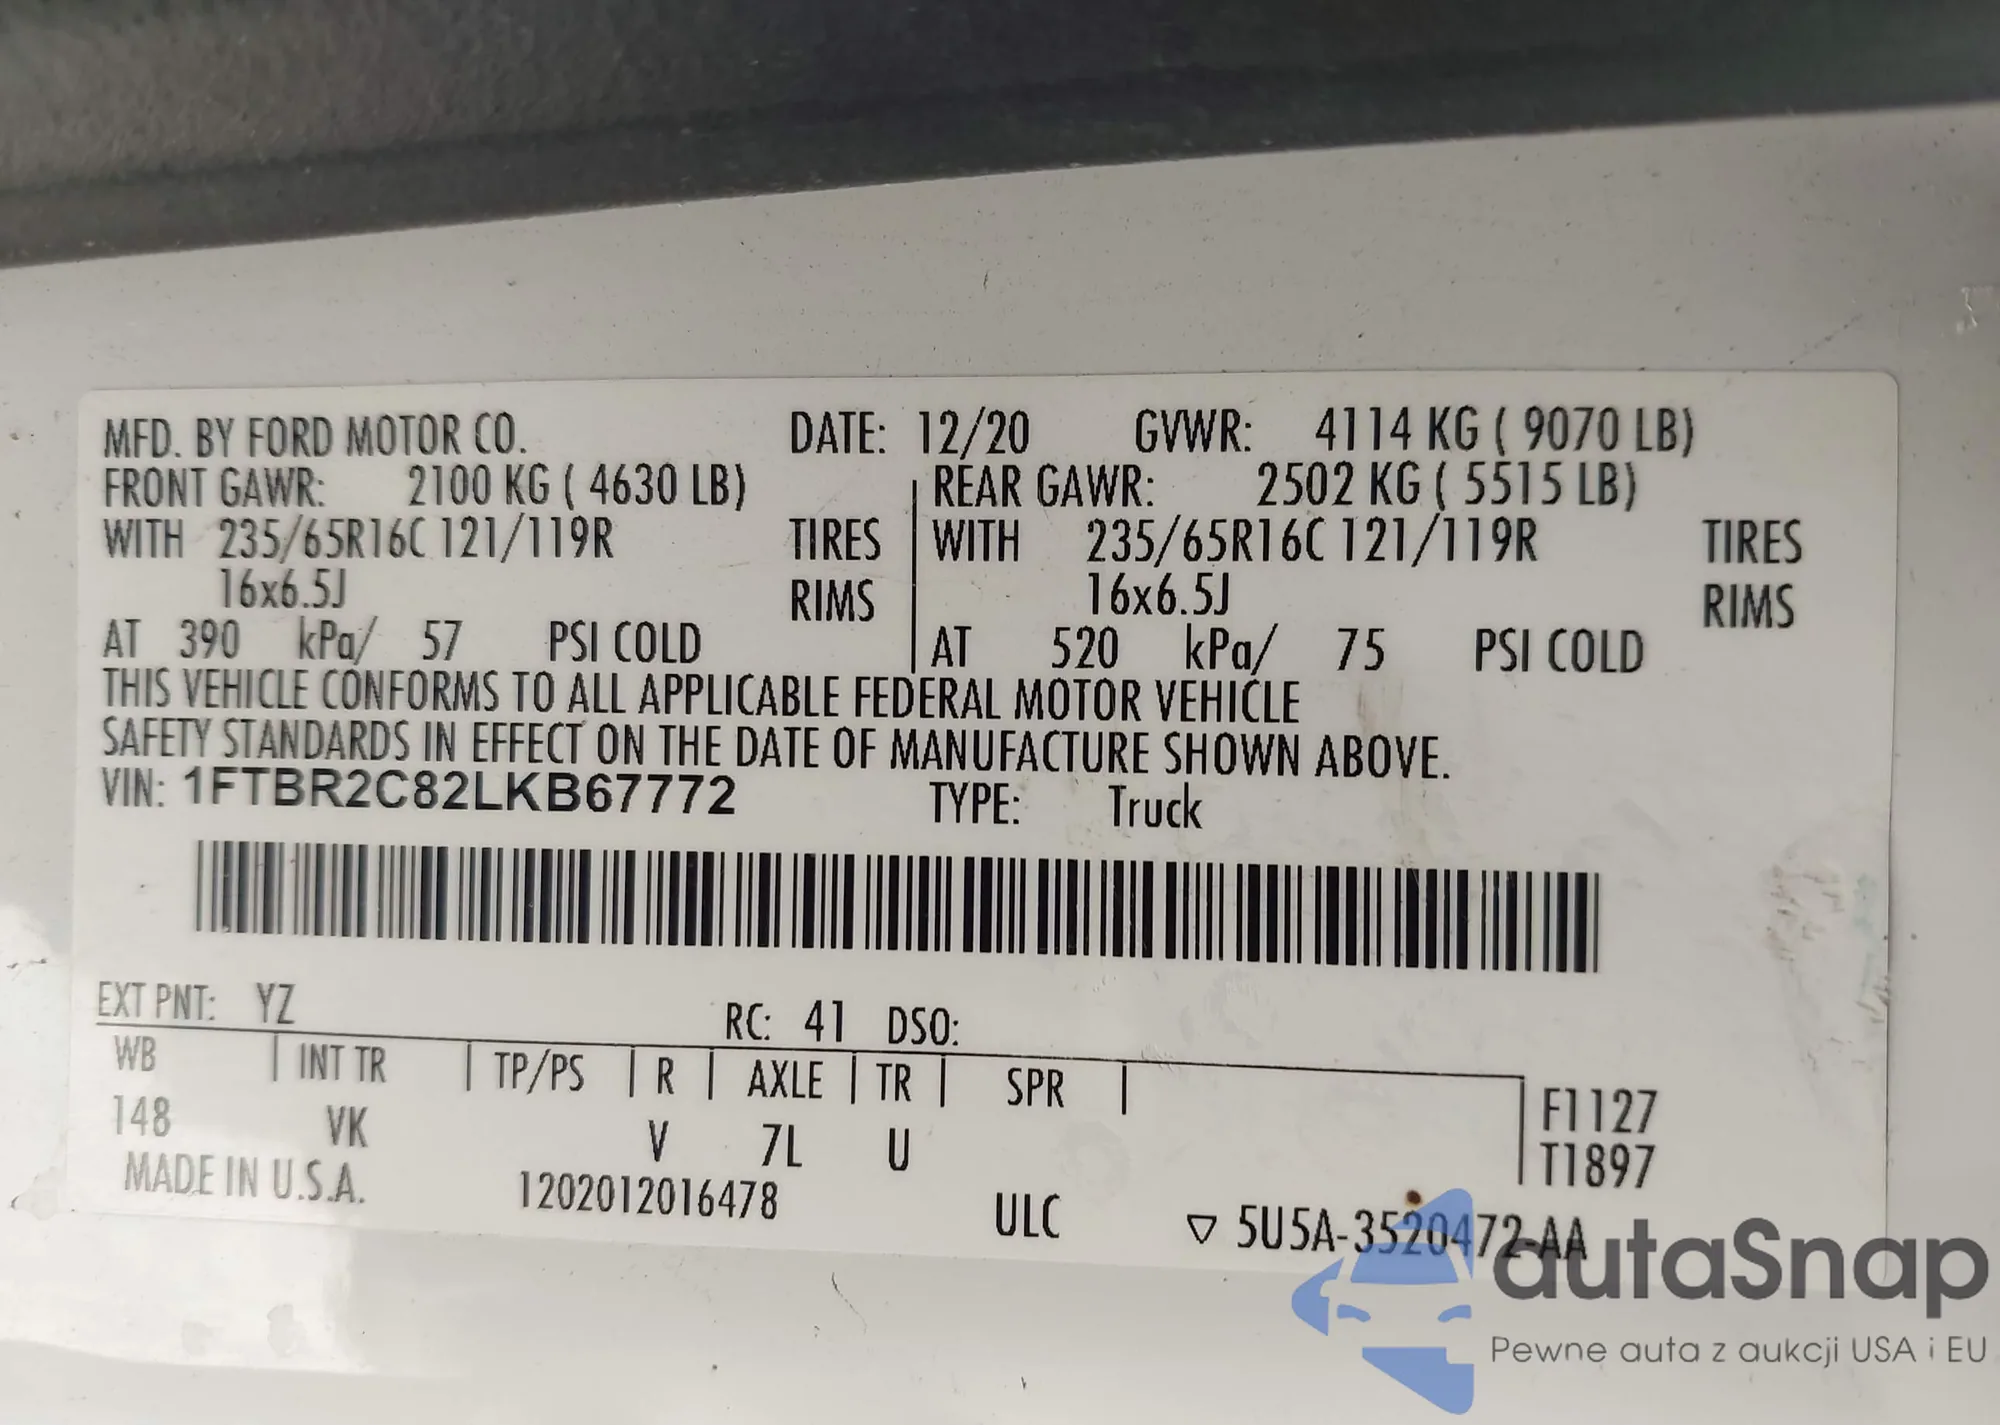 MFD. BY FORD MOTOR CO. DATE: 12/20 GVWR: 4114 KG ( 9070 LB)
FRONT GAWR: 2100 KG ( 4630 LB) REAR GAWR: 2502 KG ( 5515 LB)
WITH 235/65R16C 121/119R TIRES WITH 235/65R16C 121/119R TIRES
16x6.5J RIMS 16x6.5J RIMS
AT 390 kPa/ 57 PSI COLD AT 520 kPa/ 75 PSI COLD
THIS VEHICLE CONFORMS TO ALL APPLICABLE FEDERAL MOTOR VEHICLE
SAFETY STANDARDS IN EFFECT ON THE DATE OF MANUFACTURE SHOWN ABOVE.
VIN: 1FTBR2C82LKB67772 TYPE: Truck
EXT PNT: YZ RC: 41 DSO:
WB INT TR TP/PS R AXLE TR SPR F1127
148 VK V 7L U T1897
MADE IN U.S.A. 1202012016478 ULC ▽ 5U5A-3520472-AA
autaSnap
Pewne auta z aukcji USA i EU